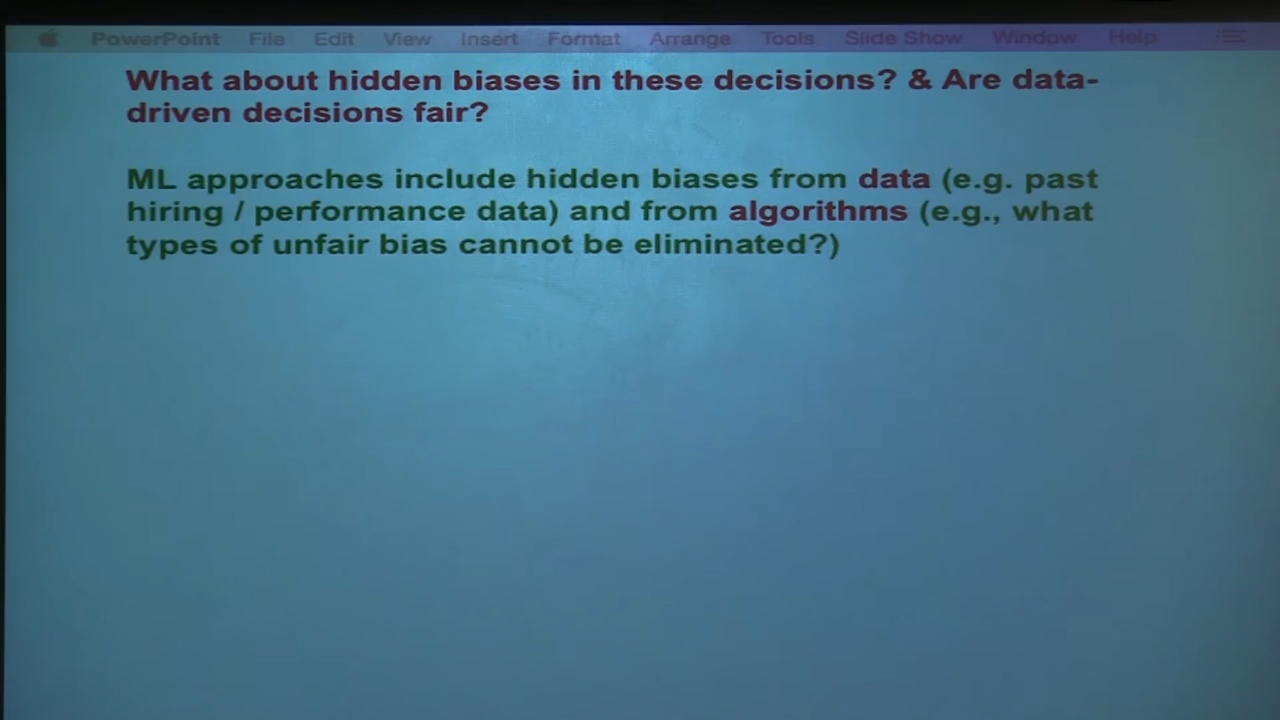 PowerPoint File Edit View Insert Format Arrange Tools Slide Show Window Help
What about hidden biases in these decisions? & Are data-
driven decisions fair?
ML approaches include hidden biases from data (e.g. past
hiring / performance data) and from algorithms (e.g., what
types of unfair bias cannot be eliminated?)